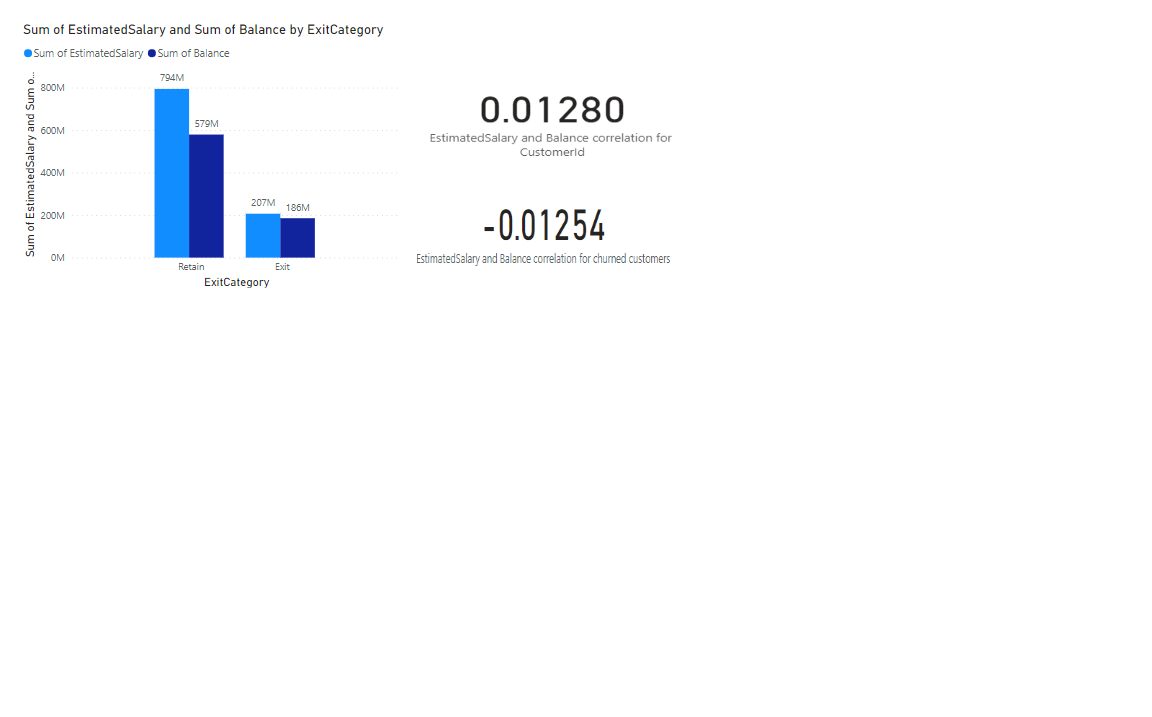 Sum of EstimatedSalary and Sum of Balance by ExitCategory
Sum of EstimatedSalary Sum of Balance
Sum of EstimatedSalary and Sum o...
800M
600M
400M
200M
0M
794M
579M
207M
186M
Retain
Exit
ExitCategory
0.01280
EstimatedSalary and Balance correlation for
CustomerId
-0.01254
EstimatedSalary and Balance correlation for churned customers